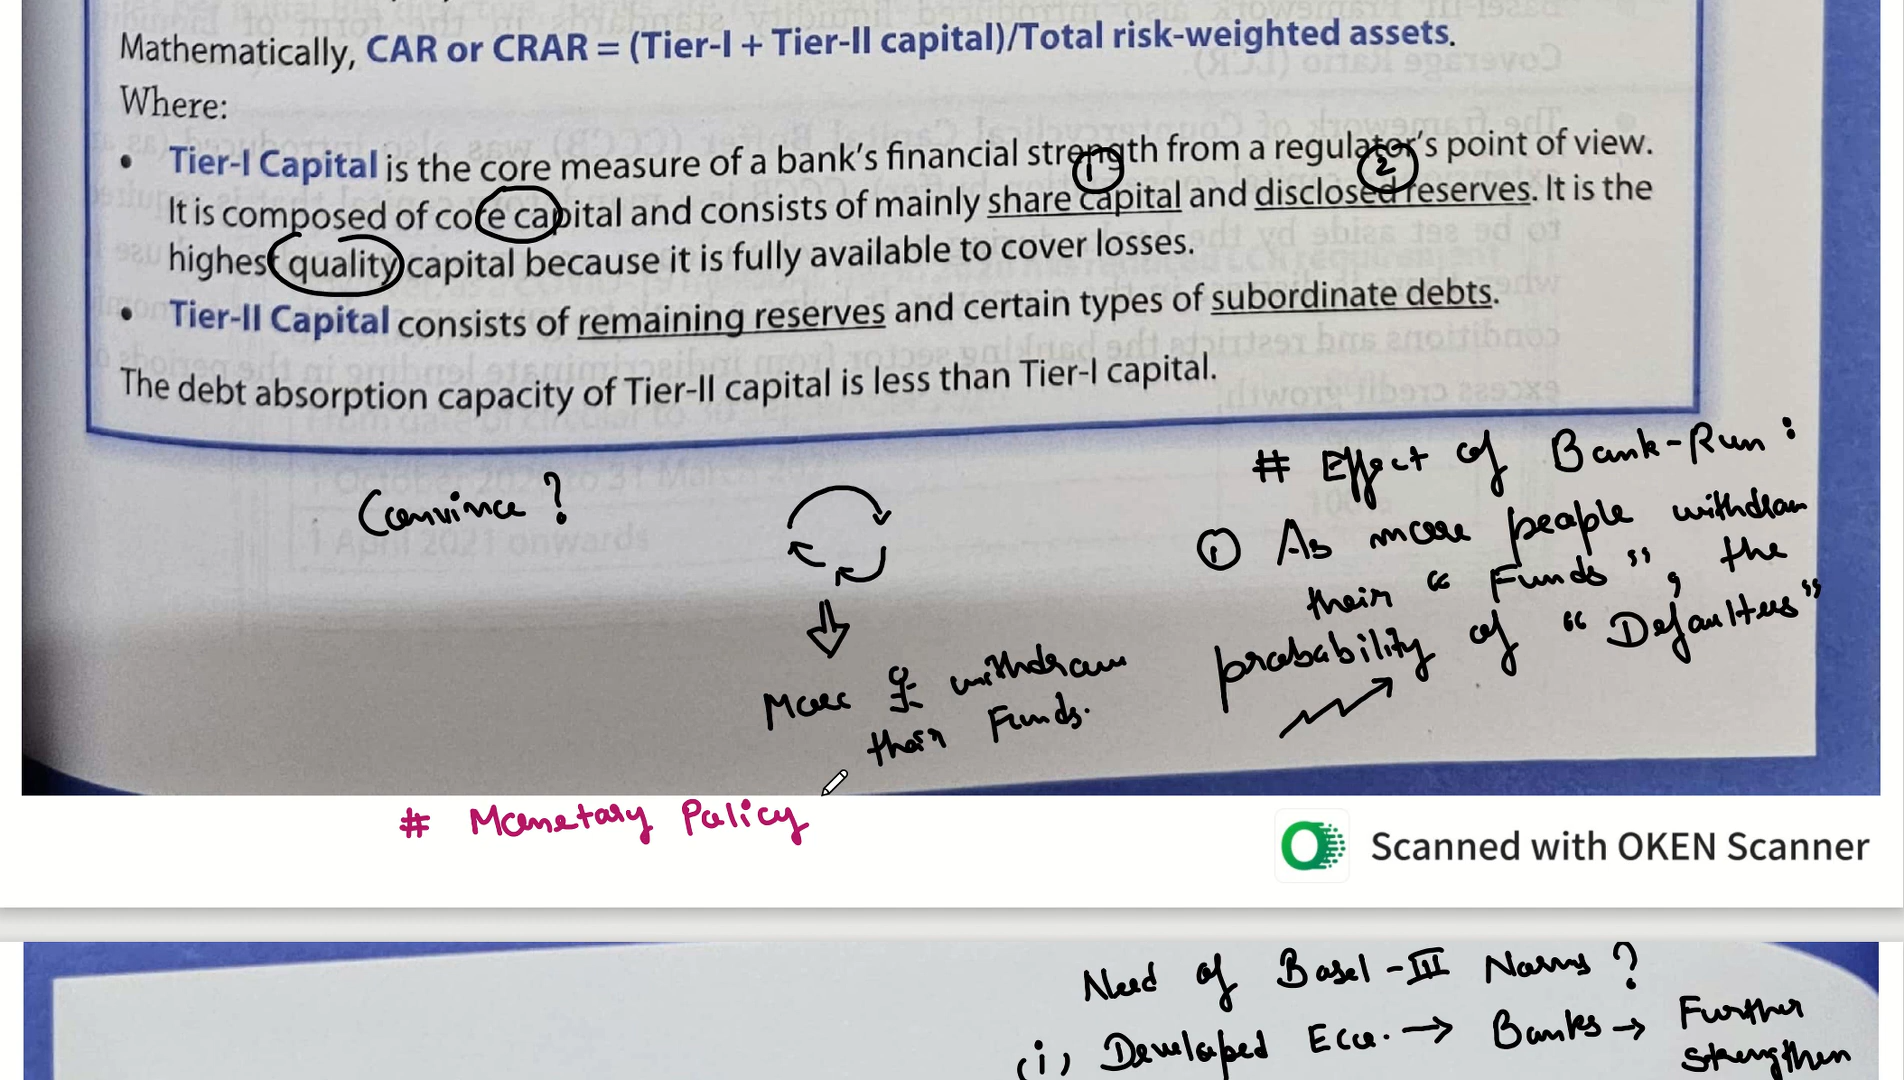 Mathematically, CAR or CRAR = (Tier-I + Tier-II capital)/Total risk-weighted assets.
Where:
• Tier-I Capital is the core measure of a bank's financial strength from a regulator's point of view.
It is composed of core capital and consists of mainly share capital and disclosed reserves. It is the
highest quality capital because it is fully available to cover losses.
1 2
• Tier-II Capital consists of remaining reserves and certain types of subordinate debts.
The debt absorption capacity of Tier-II capital is less than Tier-I capital.
Convince?
More withdraw
their Funds.
# Effect of Bank-Run:
① As more people withdraw
their "Funds", the
probability of "Defaulters"
# Monetary Policy
Scanned with OKEN Scanner
Need of Basel-III Norms?
(i) Developed Eco. → Banks → Further
strengthen